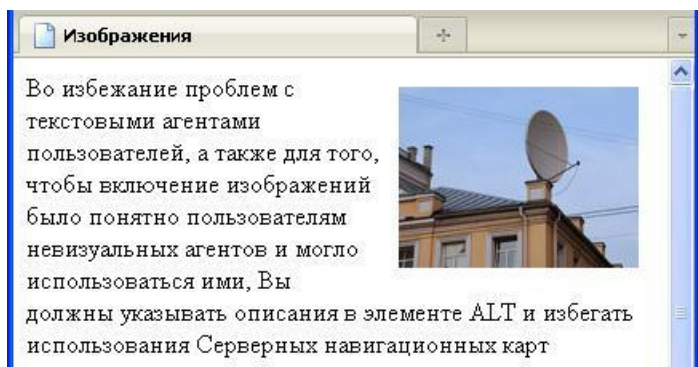 Изображения
Во избежание проблем с
текстовыми агентами
пользователей, а также для того,
чтобы включение изображений
было понятно пользователям
невизуальных агентов и могло
использоваться ими, Вы
должны указывать описания в элементе ALT и избегать
использования Серверных навигационных карт